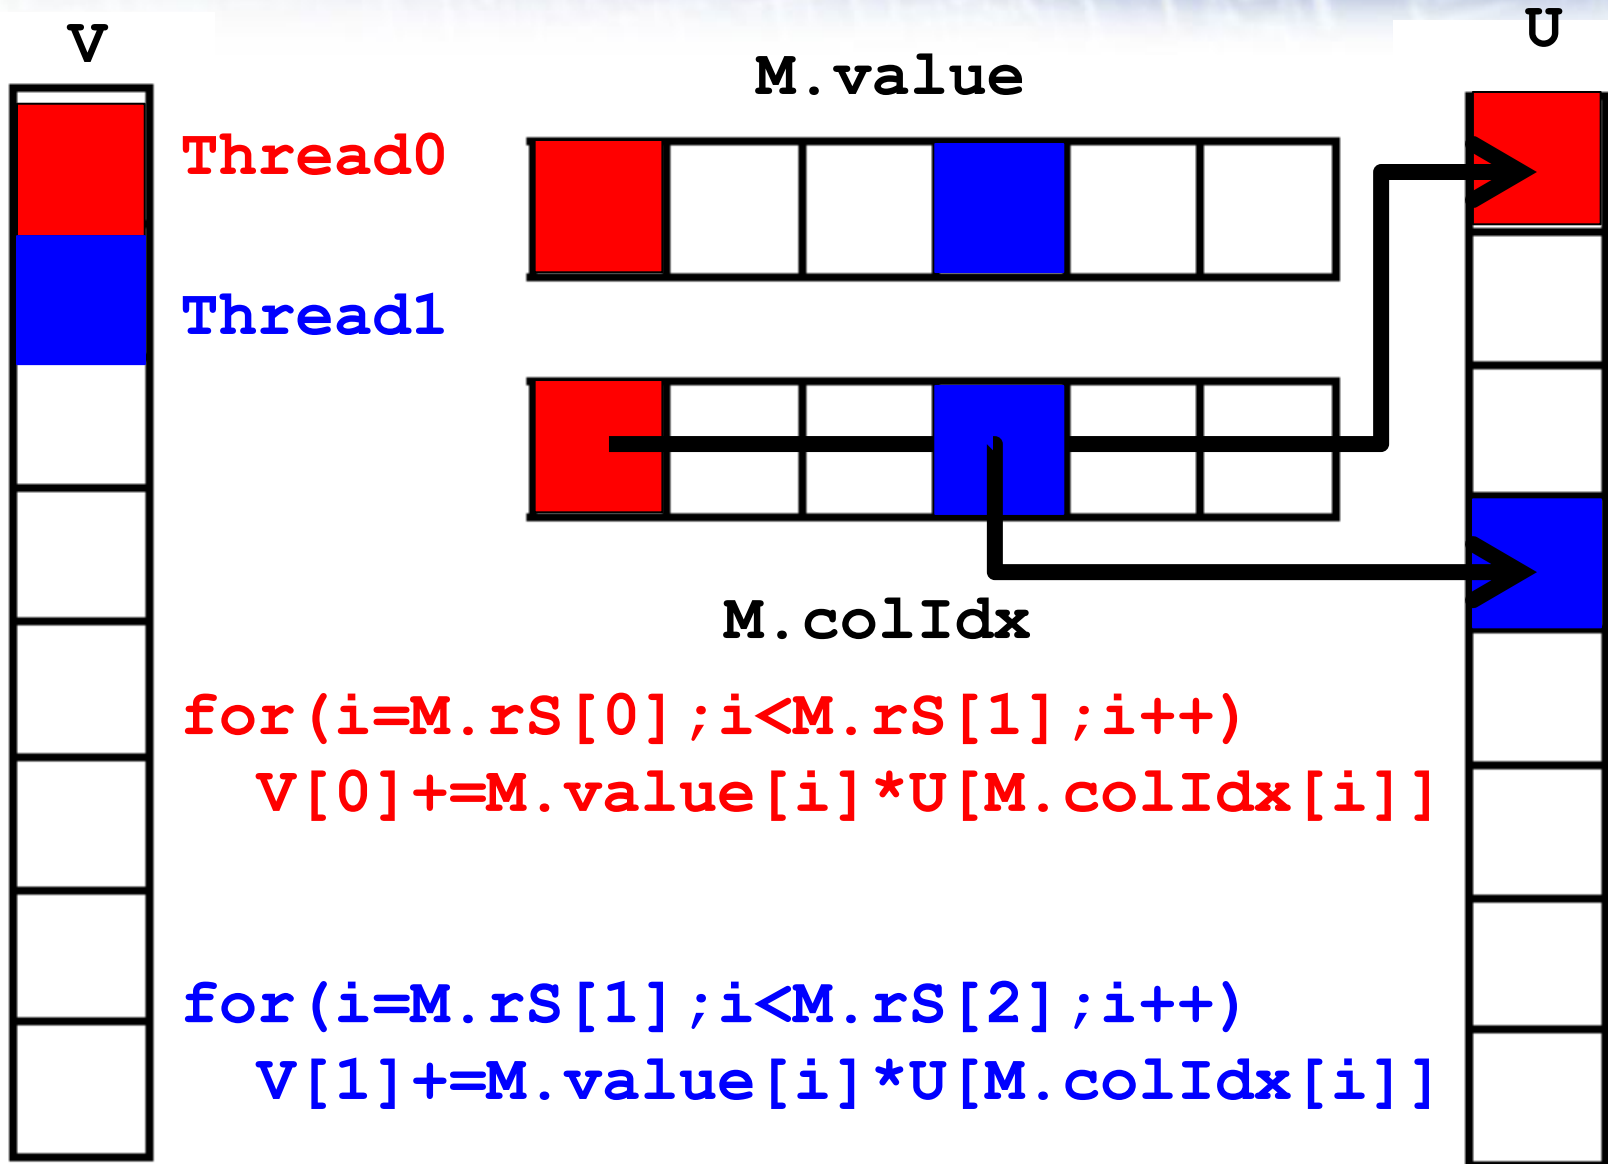 V
U
M.value
Thread0
Thread1
M.colIdx
for(i=M.rS[0];i<M.rS[1];i++)
V[0]+=M.value[i]*U[M.colIdx[i]]
for(i=M.rS[1];i<M.rS[2];i++)
V[1]+=M.value[i]*U[M.colIdx[i]]